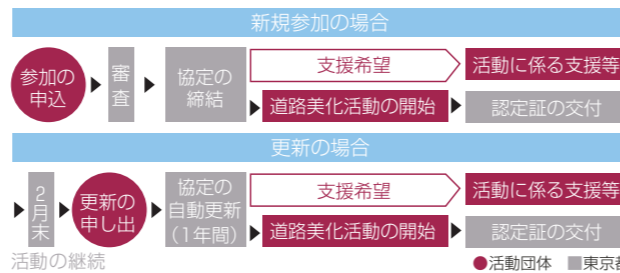 新規参加の場合
参加の
申込
審査
協定の
締結
支援希望
活動に係る支援等
道路美化活動の開始
認定証の交付
更新の場合
2月末
更新の
申し出
協定の
自動更新
(1年間)
支援希望
活動に係る支援等
道路美化活動の開始
認定証の交付
活動の継続
●活動団体 ■東京都